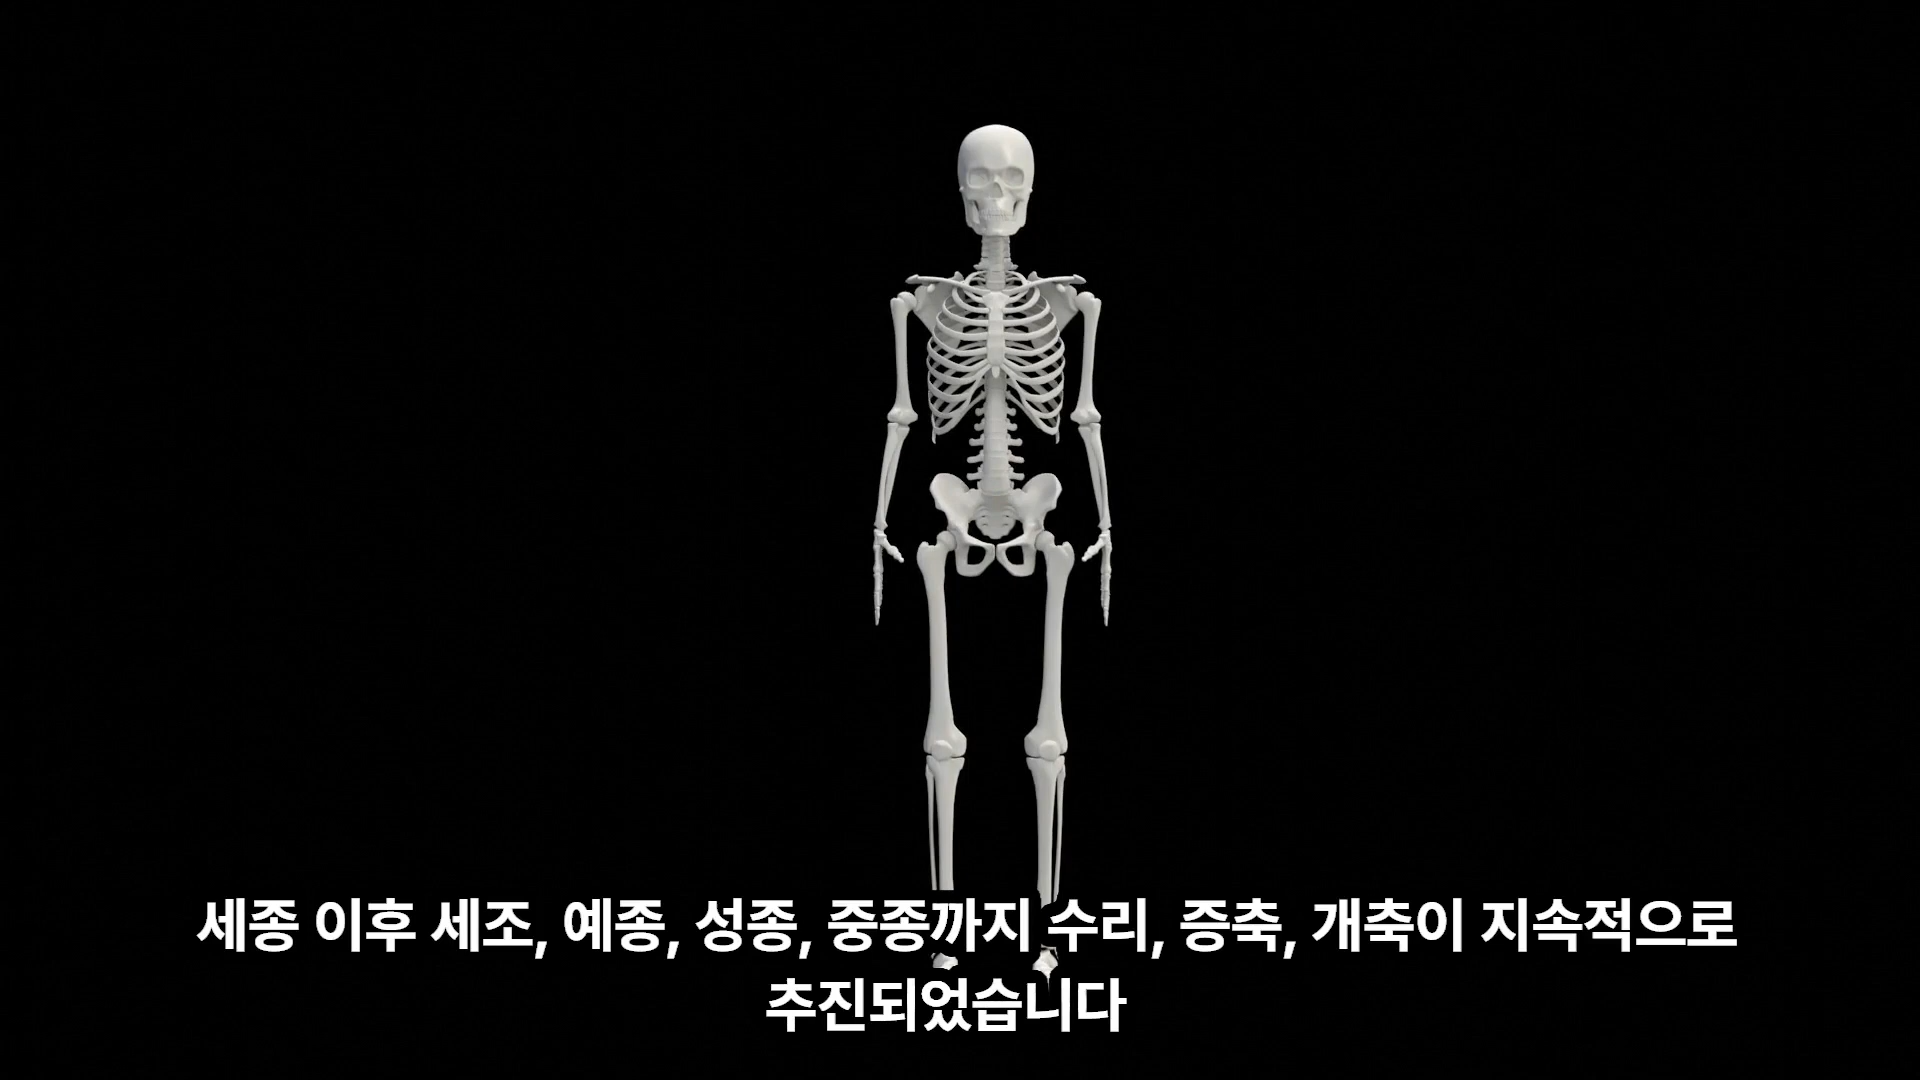 세종 이후 세조, 예종, 성종, 중종까지 수리, 증축, 개축이 지속적으로
추진되었습니다